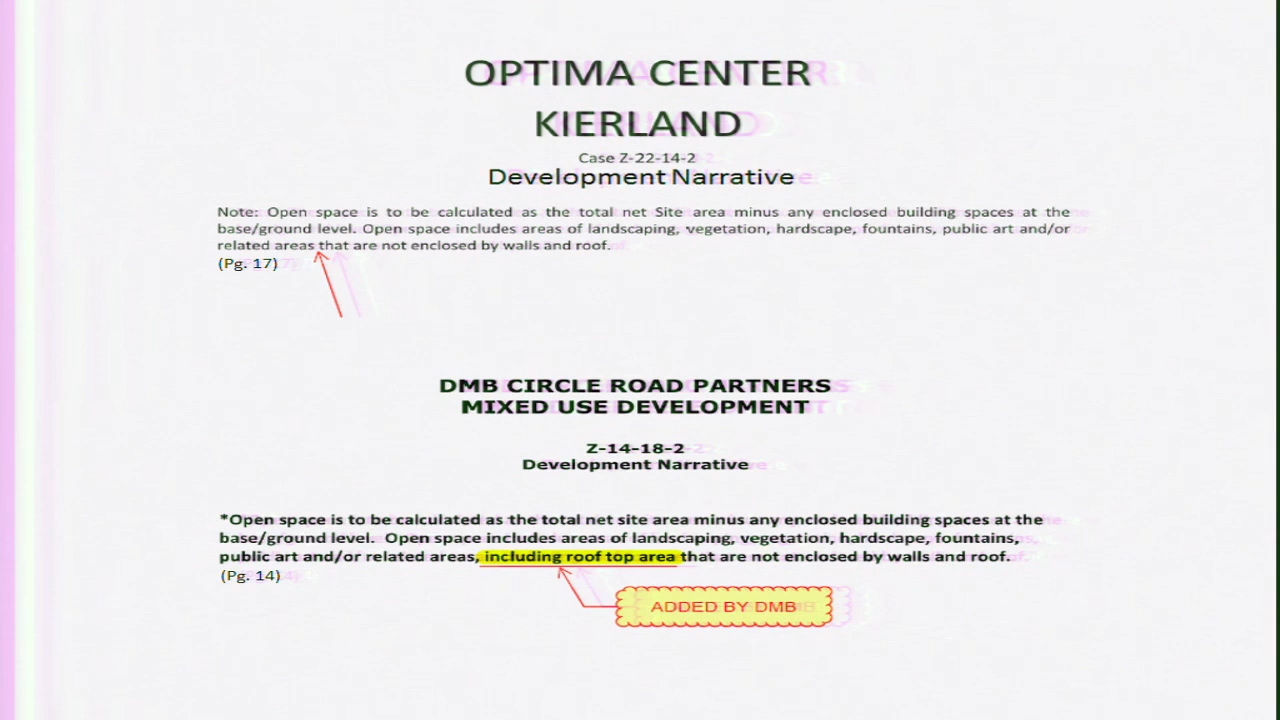 OPTIMA CENTER
KIERLAND
Case Z-22-14-2
Development Narrative
Note: Open space is to be calculated as the total net Site area minus any enclosed building spaces at the
base/ground level. Open space includes areas of landscaping, vegetation, hardscape, fountains, public art and/or
related areas that are not enclosed by walls and roof.
(Pg. 17)
DMB CIRCLE ROAD PARTNERS
MIXED USE DEVELOPMENT
Z-14-18-2
Development Narrative
*Open space is to be calculated as the total net site area minus any enclosed building spaces at the
base/ground level. Open space includes areas of landscaping, vegetation, hardscape, fountains,
public art and/or related areas, including roof top area that are not enclosed by walls and roof.
(Pg. 14)
ADDED BY DMB